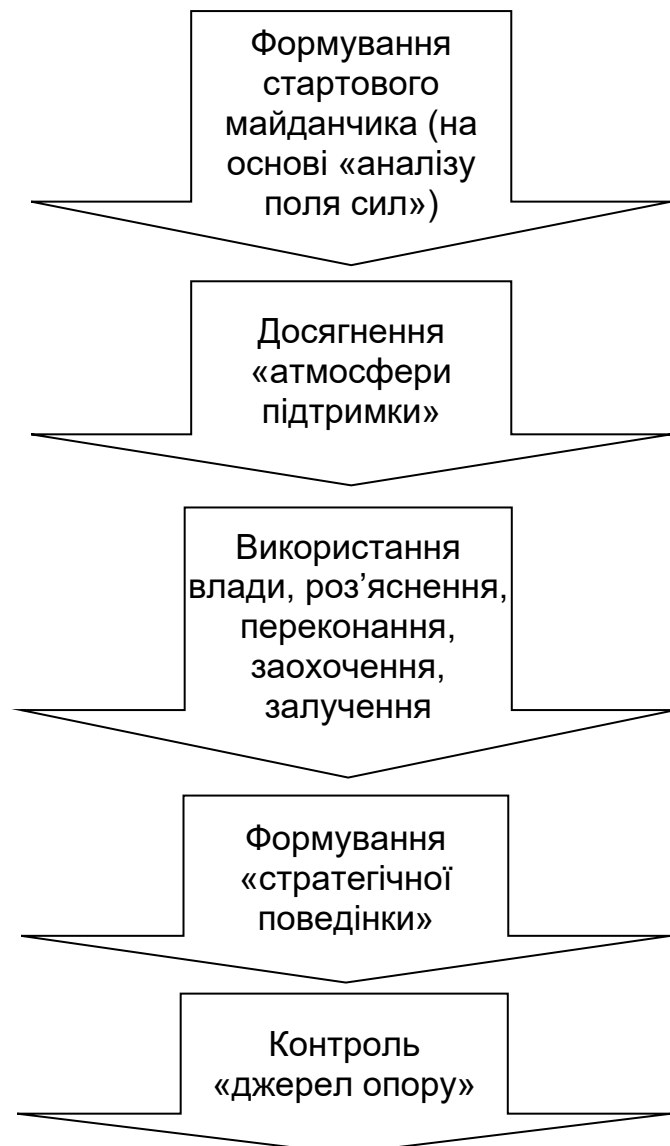 Формування
стартового
майданчика (на
основі «аналізу
поля сил»)
Досягнення
«атмосфери
підтримки»
Використання
влади, роз’яснення,
переконання,
заохочення,
залучення
Формування
«стратегічної
поведінки»
Контроль
«джерел опору»